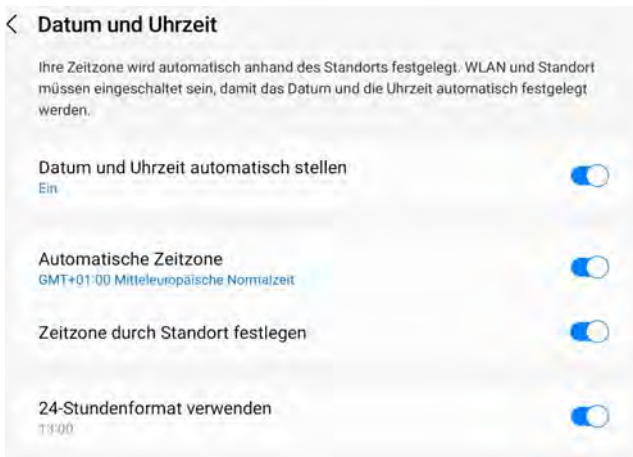 Datum und Uhrzeit
Ihre Zeitzone wird automatisch anhand des Standorts festgelegt. WLAN und Standort
müssen eingeschaltet sein, damit das Datum und die Uhrzeit automatisch festgelegt
werden.
Datum und Uhrzeit automatisch stellen
Ein
Automatische Zeitzone
GMT+01:00 Mitteleuropäische Normalzeit
Zeitzone durch Standort festlegen
24-Stundenformat verwenden
13:00